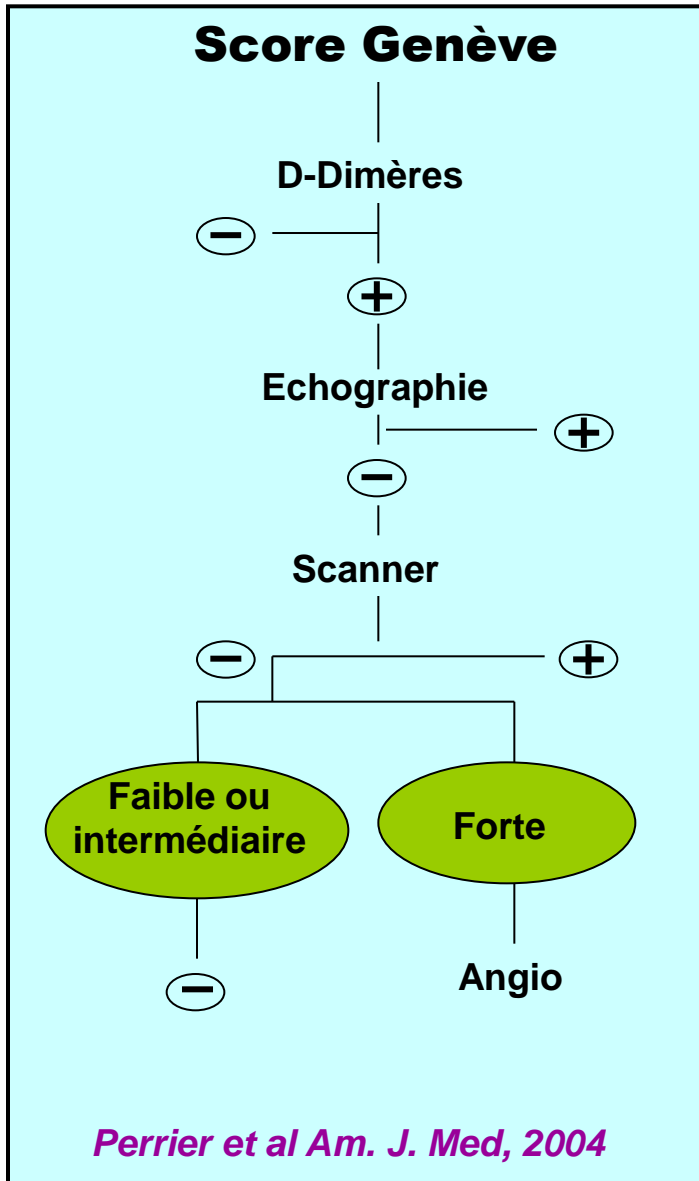 Score Genève
D-Dimères
−
+
Echographie
+
−
Scanner
− +
Faible ou
intermédiaire
Forte
−
Angio
Perrier et al Am. J. Med, 2004